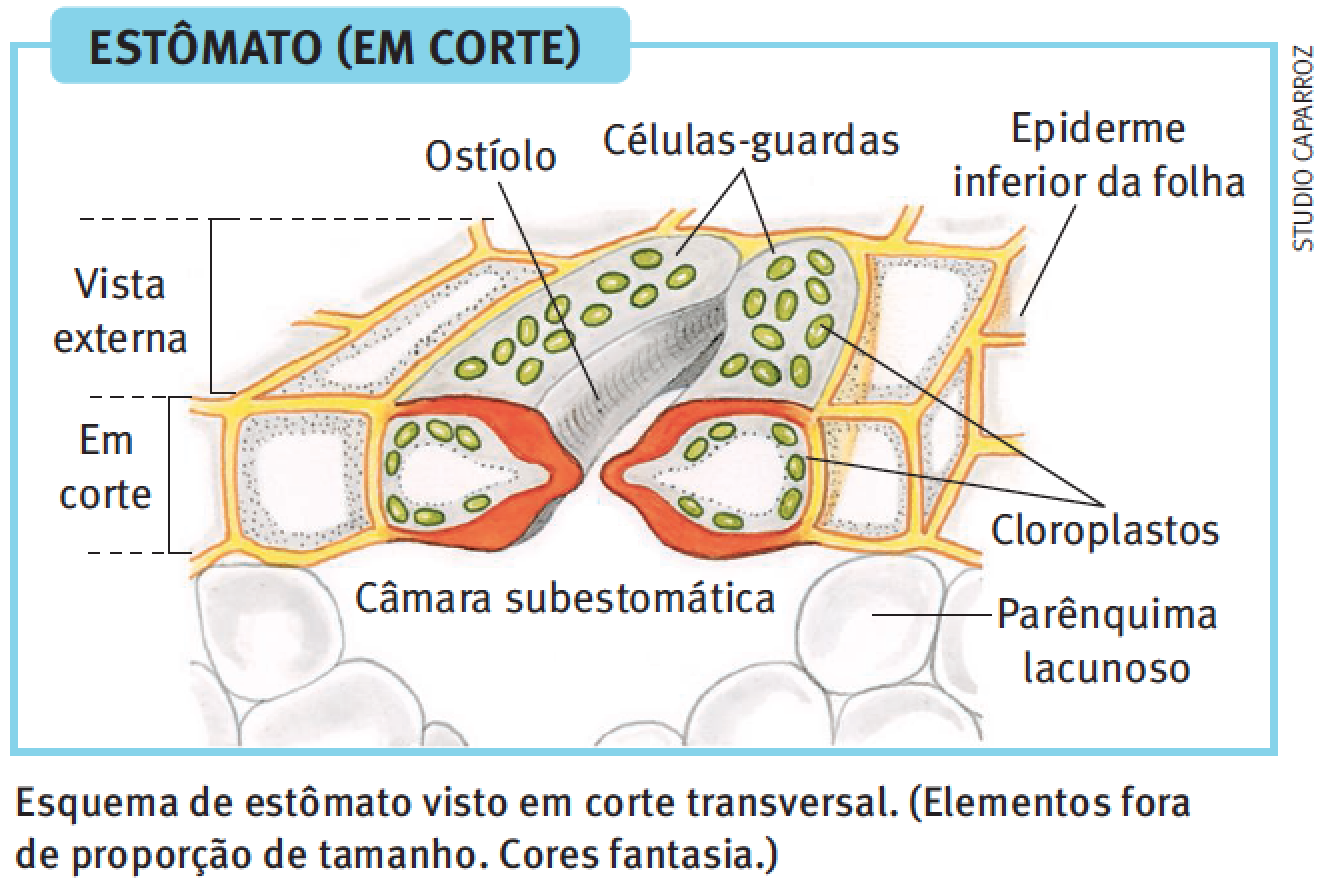 ESTÔMATO (EM CORTE)
STUDIO CAPARROZ
Ostíolo
Células-guardas
Epiderme
inferior da folha
Vista
externa
Em
corte
Cloroplastos
Câmara subestomática
Parênquima
lacunoso
Esquema de estômato visto em corte transversal. (Elementos fora
de proporção de tamanho. Cores fantasia.)